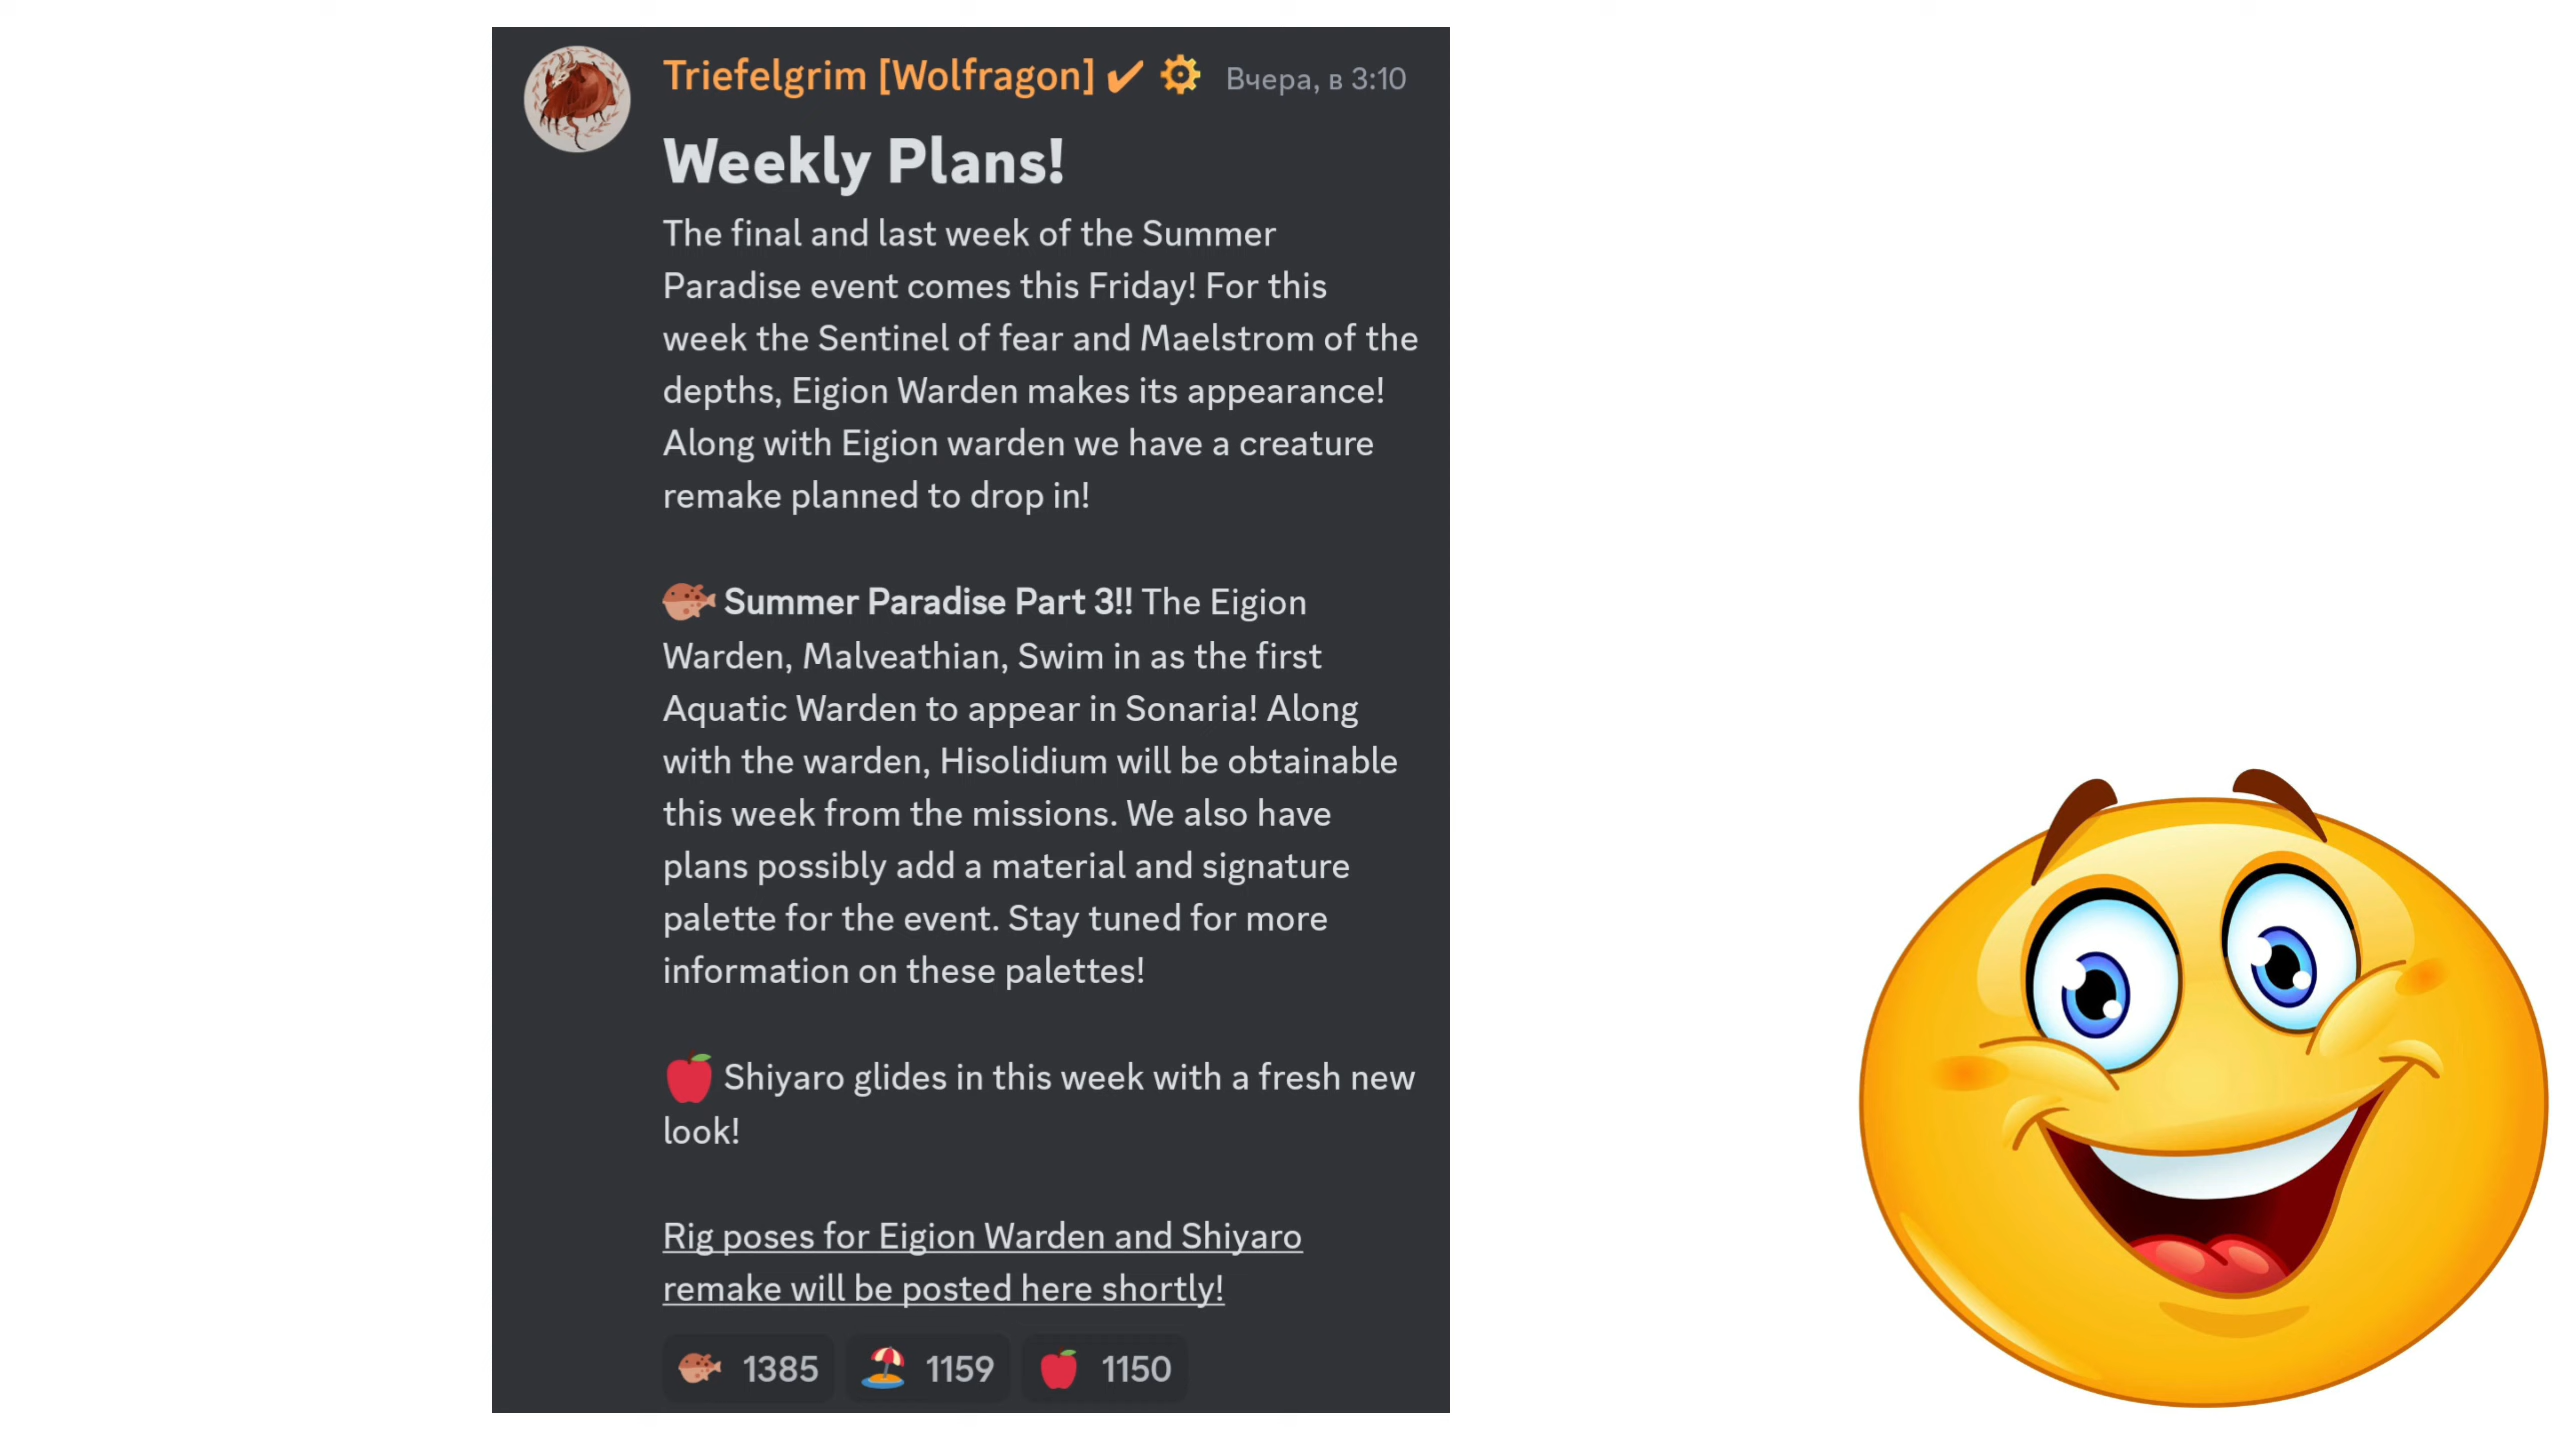 Triefelgrim [Wolfragon] ✔ ⚙ Вчера, в 3:10
Weekly Plans!
The final and last week of the Summer
Paradise event comes this Friday! For this
week the Sentinel of fear and Maelstrom of the
depths, Eigion Warden makes its appearance!
Along with Eigion warden we have a creature
remake planned to drop in!
🐡 Summer Paradise Part 3!! The Eigion
Warden, Malveathian, Swim in as the first
Aquatic Warden to appear in Sonaria! Along
with the warden, Hisolidium will be obtainable
this week from the missions. We also have
plans possibly add a material and signature
palette for the event. Stay tuned for more
information on these palettes!
🍎 Shiyaro glides in this week with a fresh new
look!
Rig poses for Eigion Warden and Shiyaro
remake will be posted here shortly!
🐡 1385 🏖 1159 🍎 1150